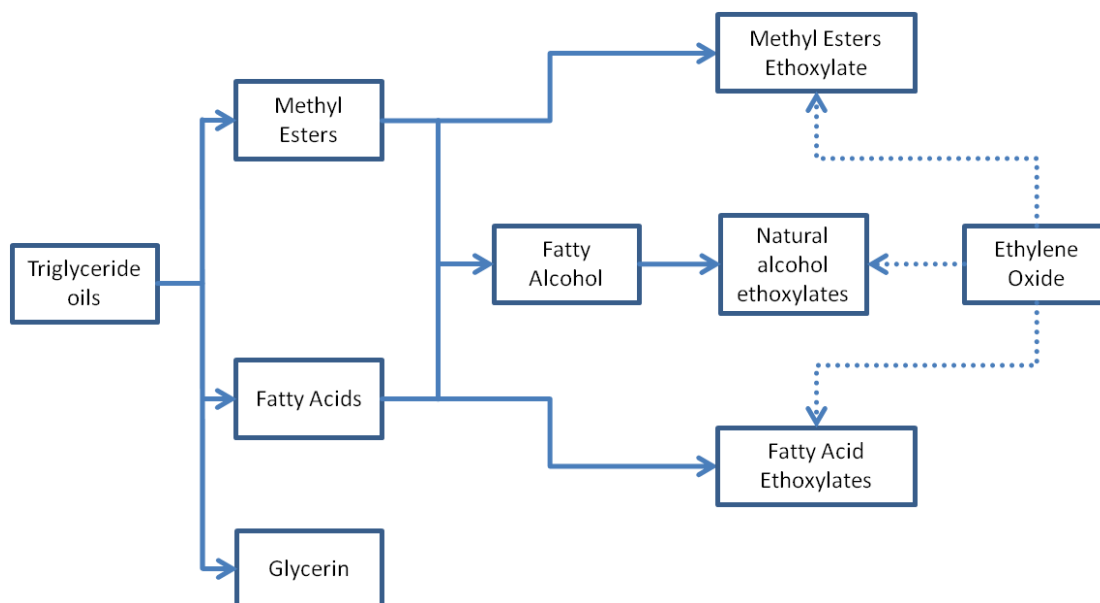 Methyl Esters
Ethoxylate
Methyl
Esters
Triglyceride
oils
Fatty
Alcohol
Natural
alcohol
ethoxylates
Ethylene
Oxide
Fatty Acids
Fatty Acid
Ethoxylates
Glycerin